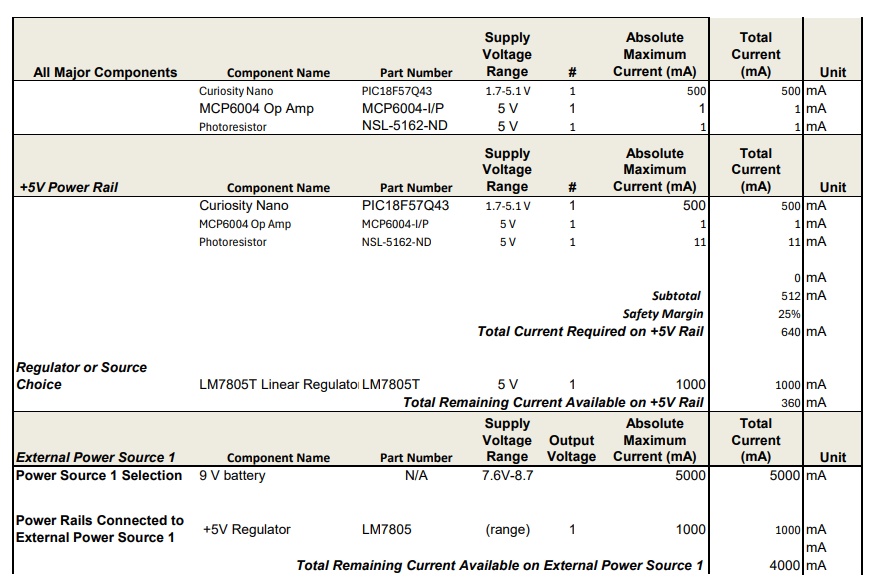 Supply Absolute Total
Voltage Maximum Current
All Major Components Component Name Part Number Range # Current (mA) (mA) Unit
Curiosity Nano PIC18F57Q43 1.7-5.1 V 1 500 500 mA
MCP6004 Op Amp MCP6004-I/P 5 V 1 1 1 mA
Photoresistor NSL-5162-ND 5 V 1 1 1 mA
Supply Absolute Total
Voltage Maximum Current
+5V Power Rail Component Name Part Number Range # Current (mA) (mA) Unit
Curiosity Nano PIC18F57Q43 1.7-5.1 V 1 500 500 mA
MCP6004 Op Amp MCP6004-I/P 5 V 1 1 1 mA
Photoresistor NSL-5162-ND 5 V 1 11 11 mA
0 mA
Subtotal 512 mA
Safety Margin 25%
Total Current Required on +5V Rail 640 mA
Regulator or Source
Choice LM7805T Linear Regulato LM7805T 5 V 1 1000 1000 mA
Total Remaining Current Available on +5V Rail 360 mA
Supply Absolute Total
Voltage Output Maximum Current
External Power Source 1 Component Name Part Number Range Voltage Current (mA) (mA) Unit
Power Source 1 Selection 9 V battery N/A 7.6V-8.7 5000 5000 mA
Power Rails Connected to
External Power Source 1 +5V Regulator LM7805 (range) 1 1000 1000 mA
mA
Total Remaining Current Available on External Power Source 1 4000 mA